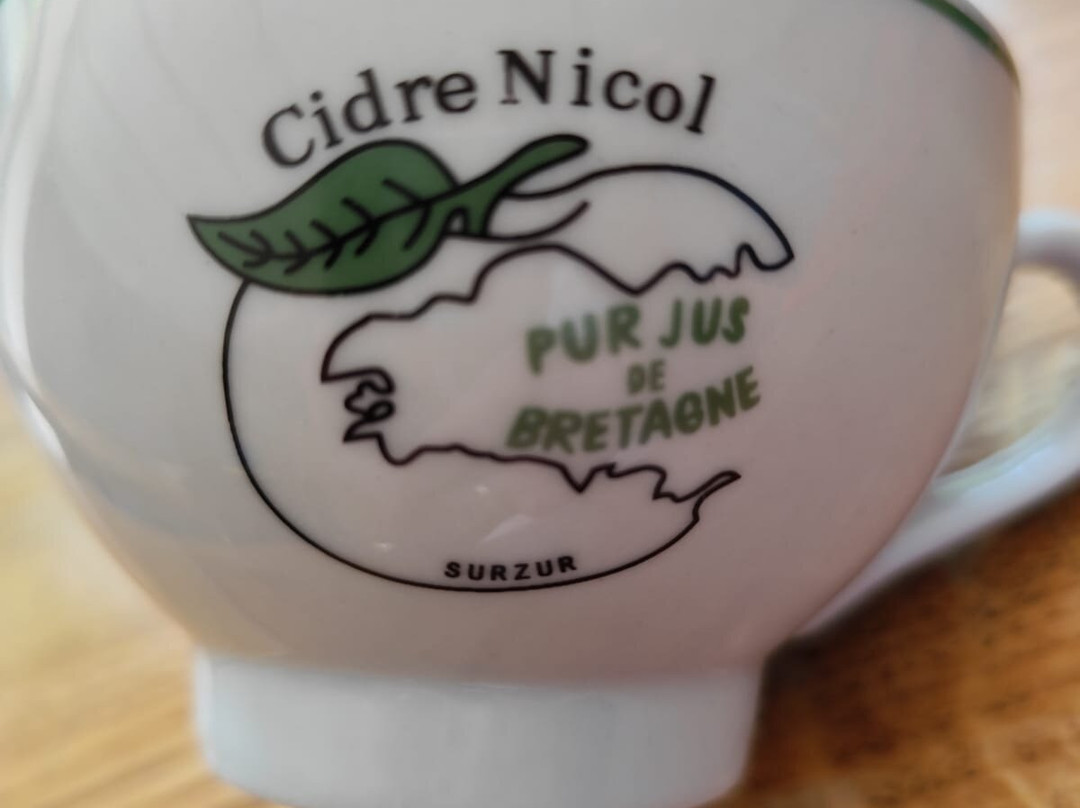 Cidre Nicol
PUR JUS
DE
BRETAGNE
SURZUR